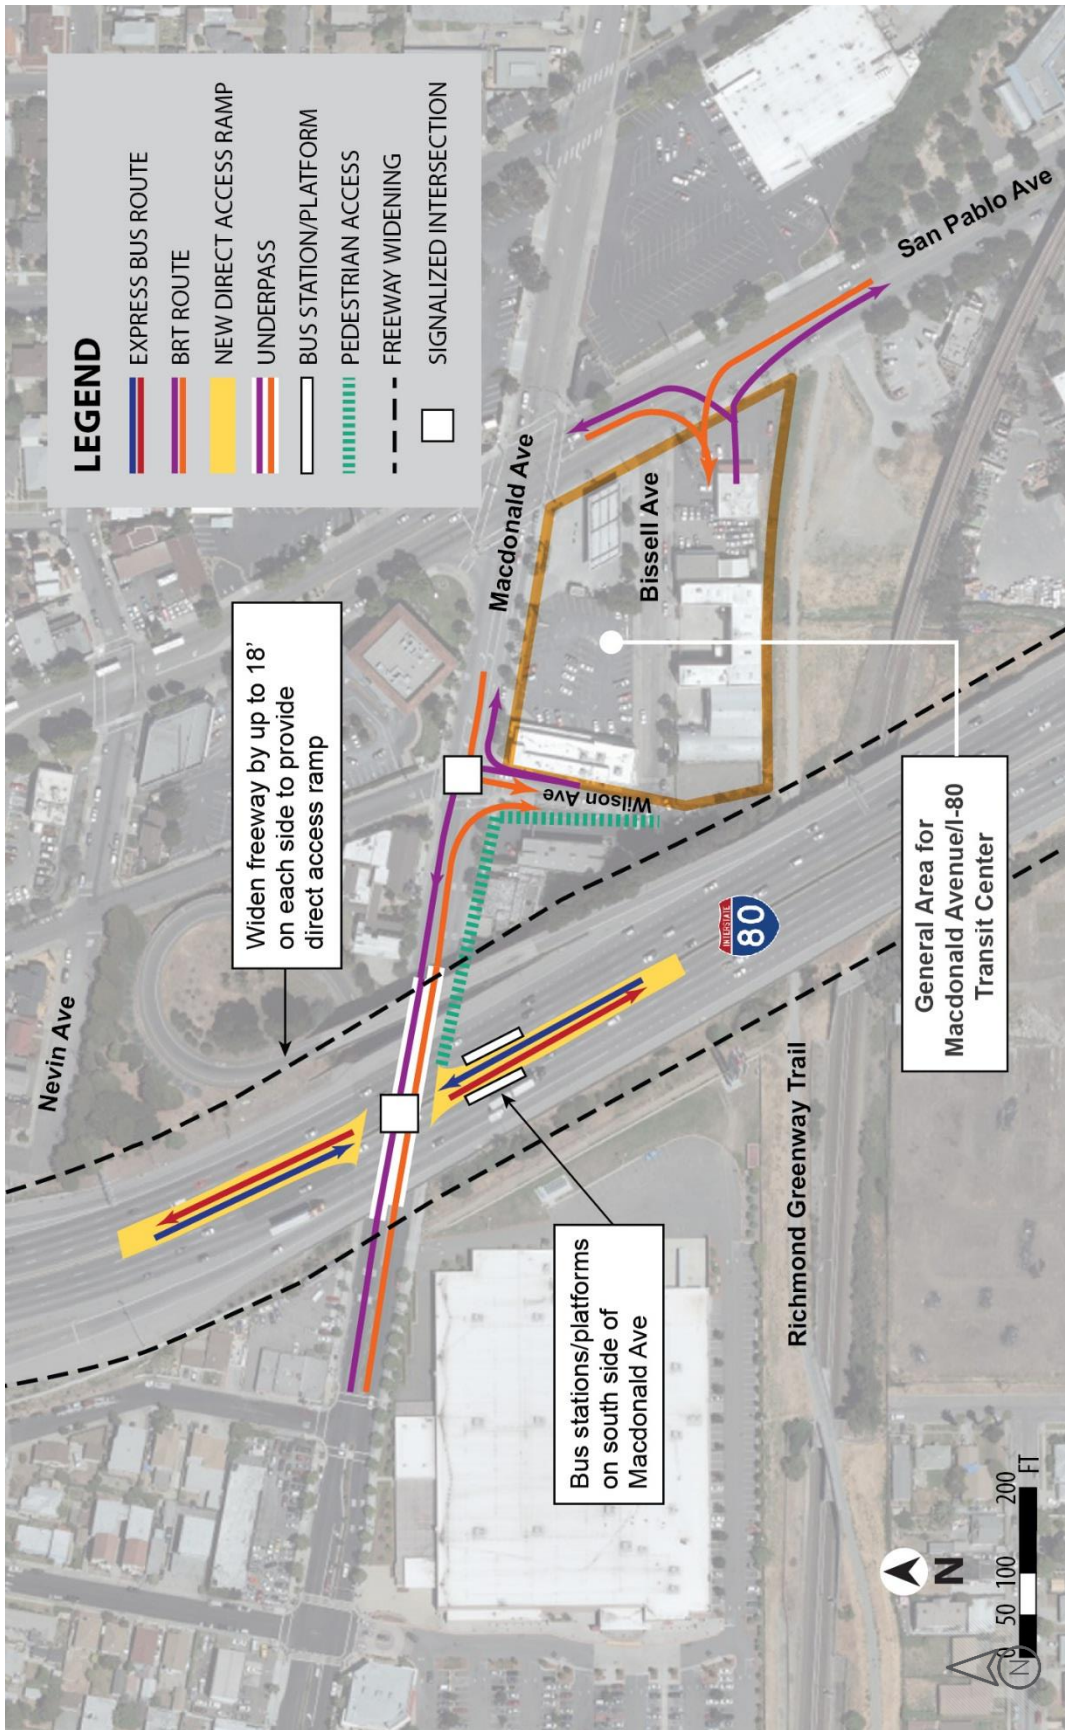 LEGEND
EXPRESS BUS ROUTE
BRT ROUTE
NEW DIRECT ACCESS RAMP
UNDERPASS
BUS STATION/PLATFORM
PEDESTRIAN ACCESS
FREEWAY WIDENING
SIGNALIZED INTERSECTION
Nevin Ave
Widen freeway by up to 18'
on each side to provide
direct access ramp
Macdonald Ave
San Pablo Ave
Bissell Ave
Wilson Ave
INTERSTATE
80
Bus stations/platforms
on south side of
Macdonald Ave
Richmond Greenway Trail
General Area for
Macdonald Avenue/I-80
Transit Center
N
N
0 50 100 200
FT